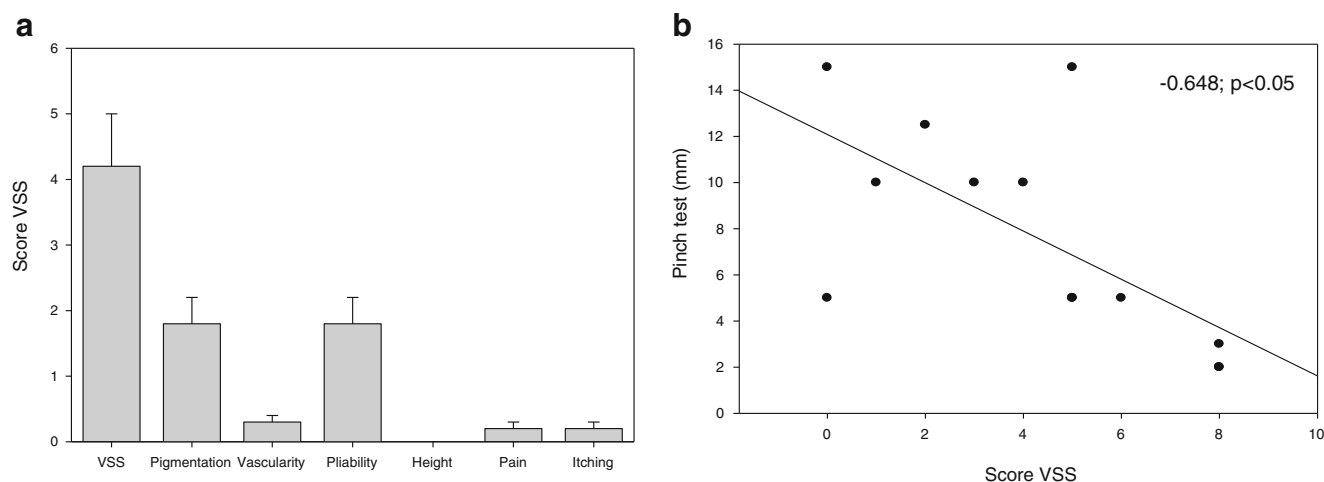 a
Score VSS
6
5
4
3
2
1
0
VSS Pigmentation Vascularity Pliability Height Pain Itching
b
Pinch test (mm)
16
14
12
10
8
6
4
2
0
-0.648; p<0.05
0 2 4 6 8 10
Score VSS